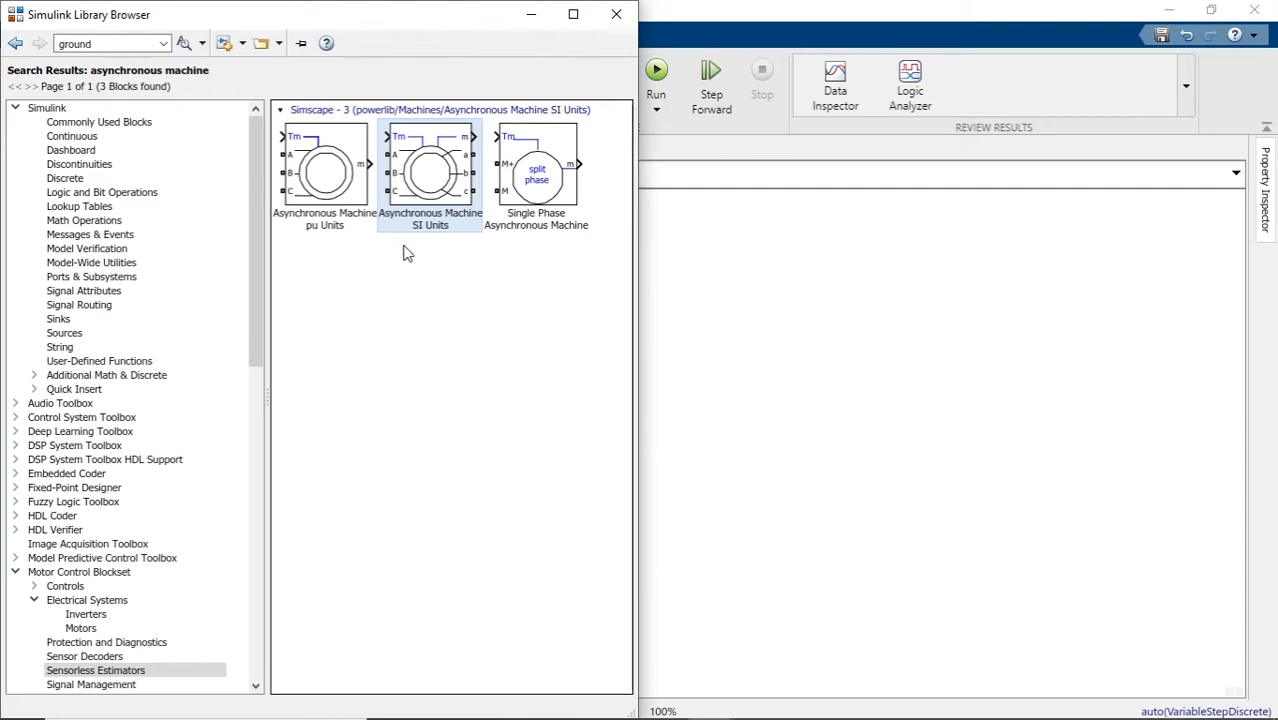 Simulink Library Browser
ground
Search Results: asynchronous machine
<< >> Page 1 of 1 (3 Blocks found)
Simulink
Commonly Used Blocks
Continuous
Dashboard
Discontinuities
Discrete
Logic and Bit Operations
Lookup Tables
Math Operations
Messages & Events
Model Verification
Model-Wide Utilities
Ports & Subsystems
Signal Attributes
Signal Routing
Sinks
Sources
String
User-Defined Functions
Additional Math & Discrete
Quick Insert
Audio Toolbox
Control System Toolbox
Deep Learning Toolbox
DSP System Toolbox
DSP System Toolbox HDL Support
Embedded Coder
Fixed-Point Designer
Fuzzy Logic Toolbox
HDL Coder
HDL Verifier
Image Acquisition Toolbox
Model Predictive Control Toolbox
Motor Control Blockset
Controls
Electrical Systems
Inverters
Motors
Protection and Diagnostics
Sensor Decoders
Sensorless Estimators
Signal Management
Simscape - 3 (powerlib/Machines/Asynchronous Machine SI Units)
Tm
A
B
C
m
Asynchronous Machine
pu Units
Tm
A
B
C
m
a
b
c
Asynchronous Machine
SI Units
Tm
M+
M
split
phase
m
Single Phase
Asynchronous Machine
Run
Step
Forward
Stop
Data
Inspector
Logic
Analyzer
REVIEW RESULTS
Property Inspector
100%
auto(VariableStepDiscrete)